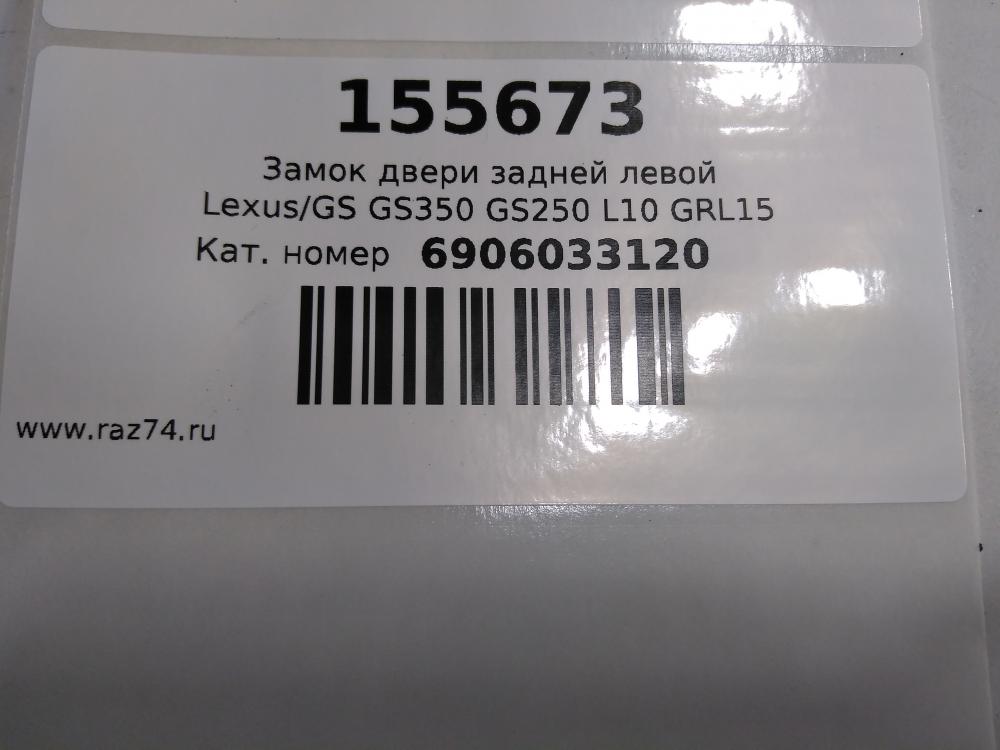 155673
Замок двери задней левой
Lexus/GS GS350 GS250 L10 GRL15
Кат. номер 6906033120
www.raz74.ru